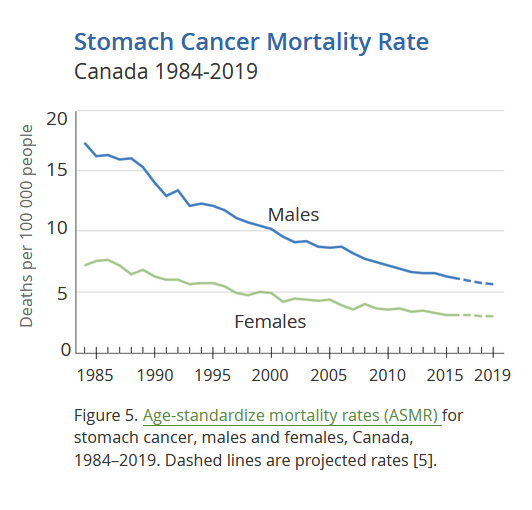 Stomach Cancer Mortality Rate
Canada 1984-2019
Deaths per 100 000 people
20
15
10
5
0
Males
Females
1985 1990 1995 2000 2005 2010 2015 2019
Figure 5. Age-standardize mortality rates (ASMR) for
stomach cancer, males and females, Canada,
1984–2019. Dashed lines are projected rates [5].